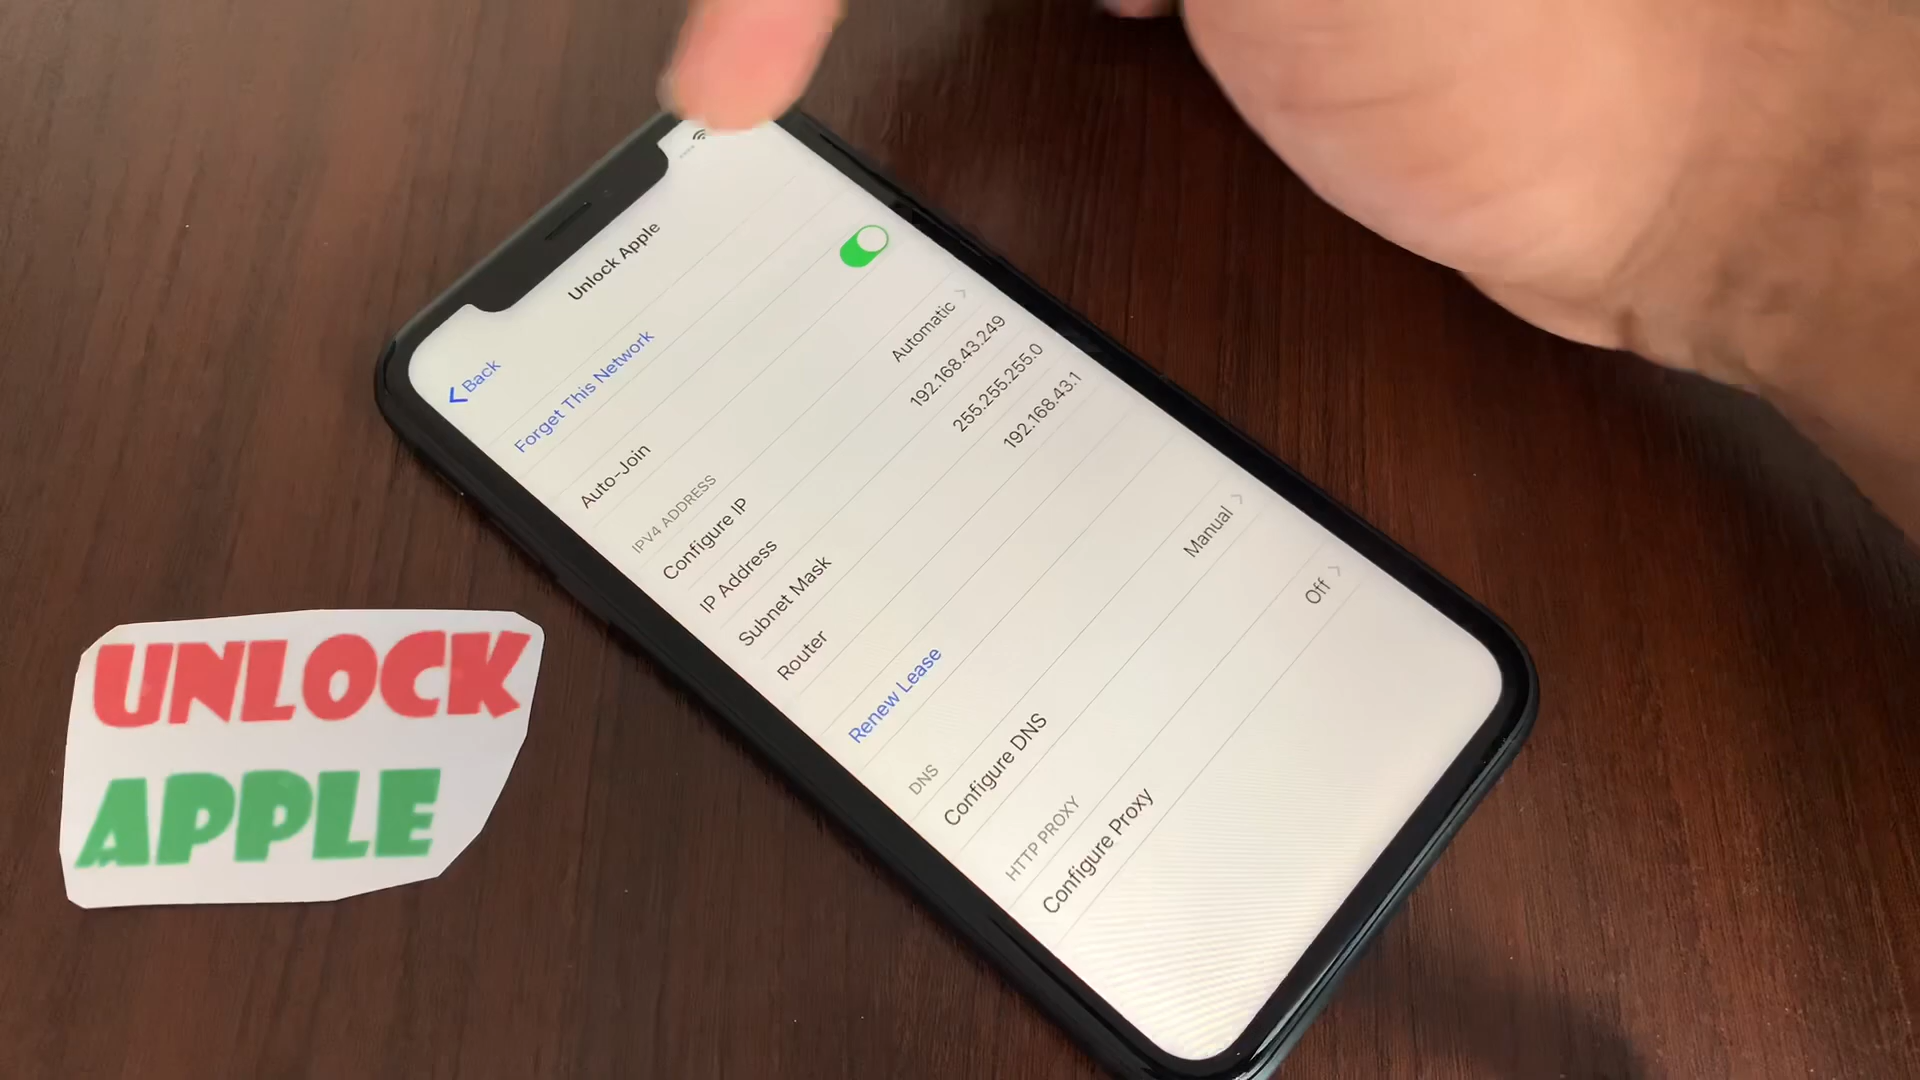 Unlock Apple
Back
Forget This Network
Auto-Join
IPV4 ADDRESS
Configure IP Automatic
IP Address 192.168.43.249
Subnet Mask 255.255.255.0
Router 192.168.43.1
Renew Lease
DNS
Configure DNS Manual
HTTP PROXY
Configure Proxy Off
UNLOCK
APPLE